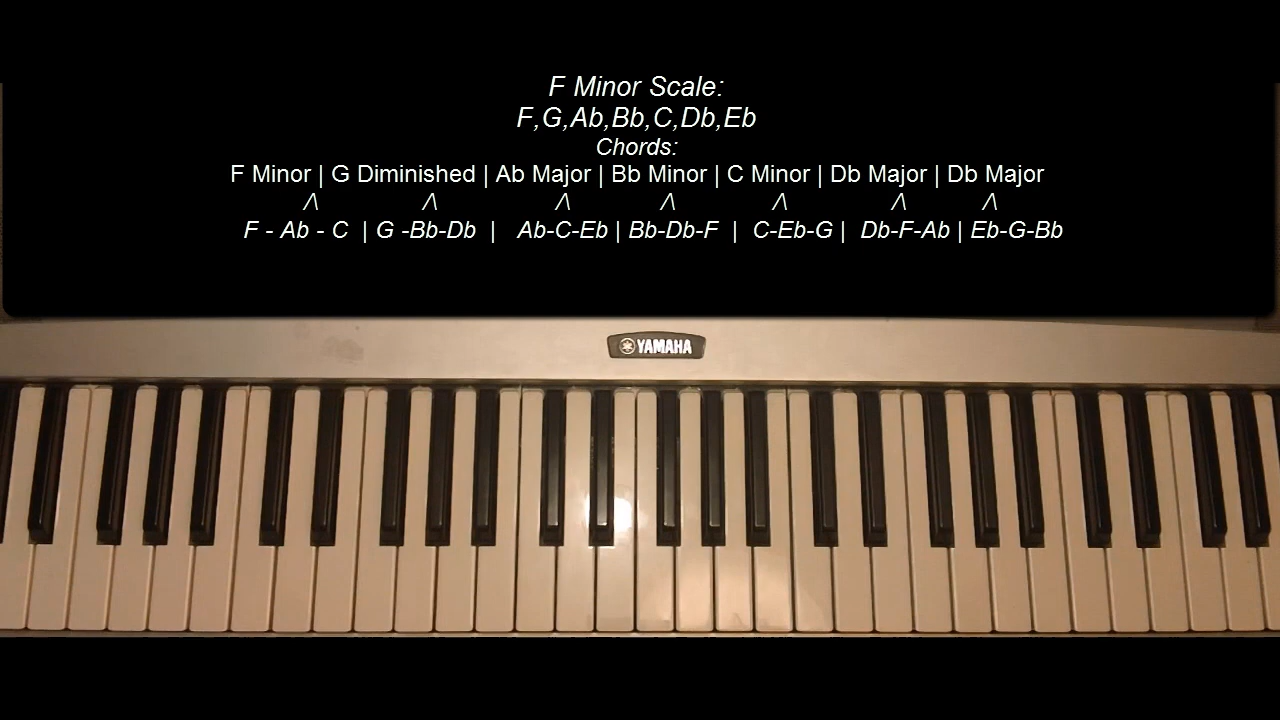 F Minor Scale:
F,G,Ab,Bb,C,Db,Eb
Chords:
F Minor | G Diminished | Ab Major | Bb Minor | C Minor | Db Major | Db Major
/\ /\ /\ /\ /\ /\ /\
F - Ab - C | G -Bb-Db | Ab-C-Eb | Bb-Db-F | C-Eb-G | Db-F-Ab | Eb-G-Bb
YAMAHA